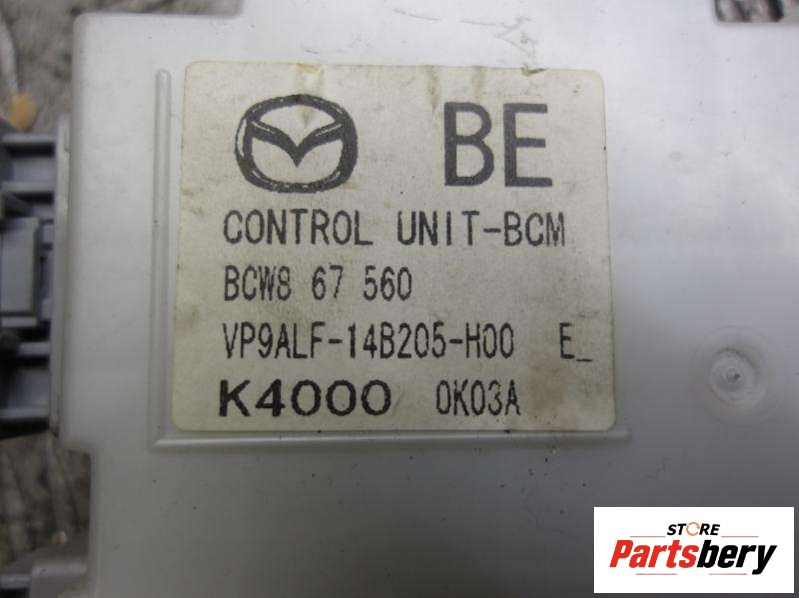 BE
CONTROL UNIT-BCM
BCW8 67 560
VP9ALF-14B205-H00 E_
K4000 0K03A
STORE
Partsbery